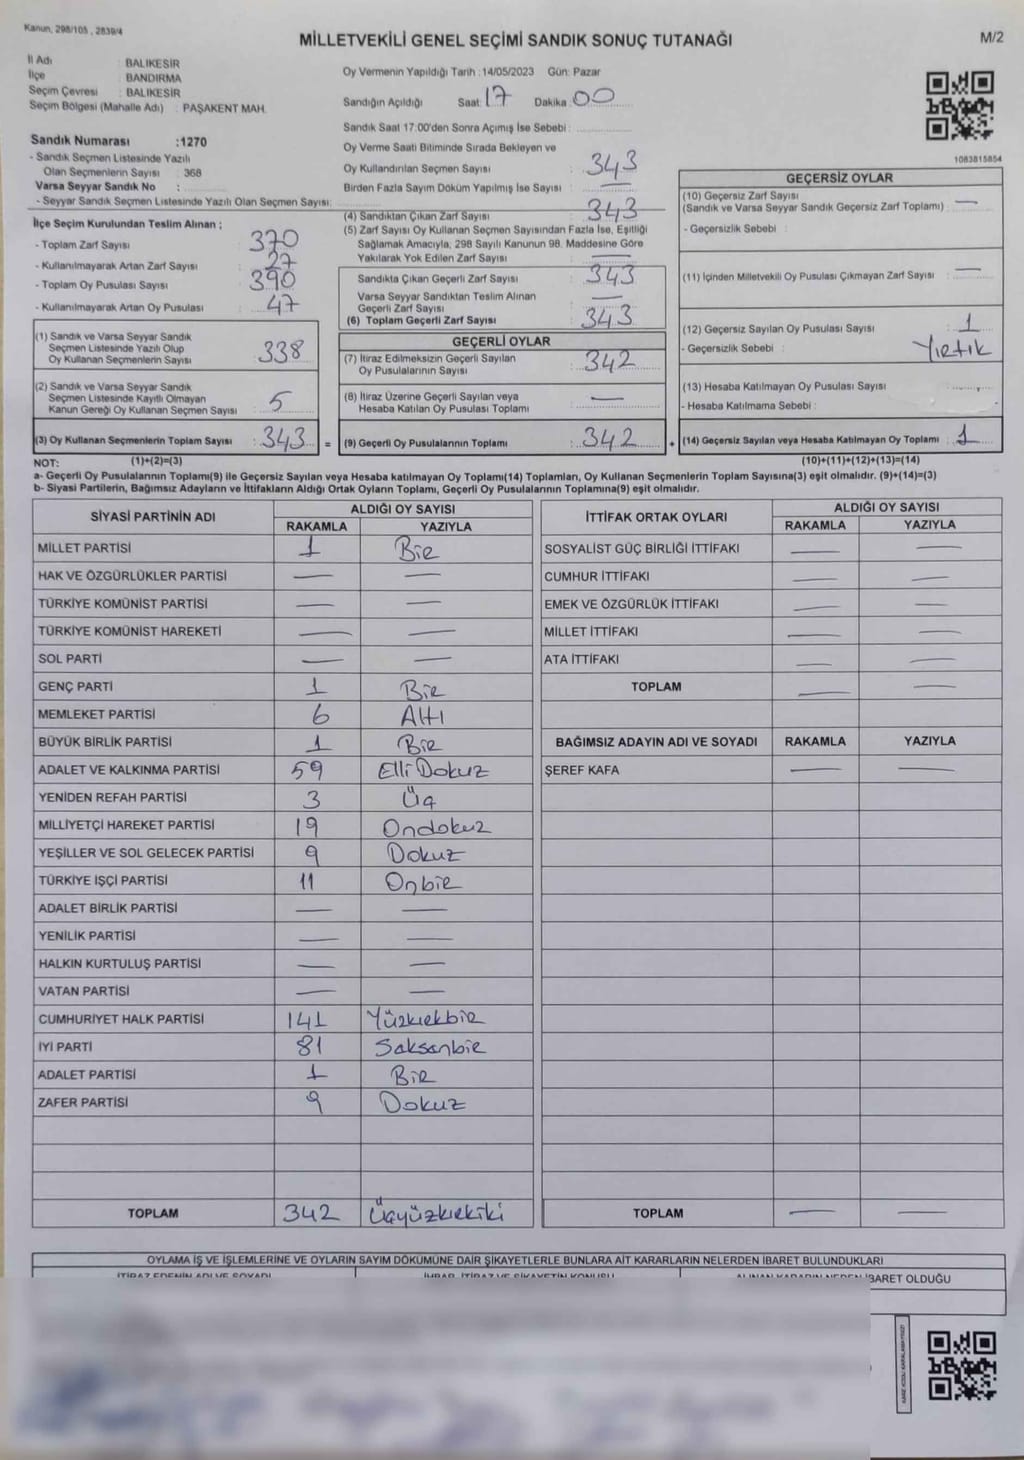 Kanun, 298/105 , 2839/4
MİLLETVEKİLİ GENEL SEÇİMİ SANDIK SONUÇ TUTANAĞI
M/2
İl Adı : BALIKESİR
İlçe : BANDIRMA
Seçim Çevresi : BALIKESİR
Seçim Bölgesi (Mahalle Adı) : PAŞAKENT MAH.
Oy Vermenin Yapıldığı Tarih :14/05/2023 Gün: Pazar
Sandığın Açıldığı Saat: 17 Dakika: 00
Sandık Saat 17:00'den Sonra Açılmış İse Sebebi :
Sandık Numarası :1270
- Sandık Seçmen Listesinde Yazılı
Olan Seçmenlerin Sayısı : 368
Varsa Seyyar Sandık No :
- Seyyar Sandık Seçmen Listesinde Yazılı Olan Seçmen Sayısı:
Oy Verme Saati Bitiminde Sırada Bekleyen ve
Oy Kullandırılan Seçmen Sayısı : 343
Birden Fazla Sayım Döküm Yapılmış İse Sayısı : —
1083815854
İlçe Seçim Kurulundan Teslim Alınan ;
- Toplam Zarf Sayısı : 370
- Kullanılmayarak Artan Zarf Sayısı : 27
- Toplam Oy Pusulası Sayısı : 390
- Kullanılmayarak Artan Oy Pusulası : 47
(4) Sandıktan Çıkan Zarf Sayısı : 343
(5) Zarf Sayısı Oy Kullanan Seçmen Sayısından Fazla İse, Eşitliği
Sağlamak Amacıyla, 298 Sayılı Kanunun 98. Maddesine Göre
Yakılarak Yok Edilen Zarf Sayısı : —
Sandıkta Çıkan Geçerli Zarf Sayısı : 343
Varsa Seyyar Sandıktan Teslim Alınan
Geçerli Zarf Sayısı : —
(6) Toplam Geçerli Zarf Sayısı : 343
GEÇERSİZ OYLAR
(10) Geçersiz Zarf Sayısı
(Sandık ve Varsa Seyyar Sandık Geçersiz Zarf Toplamı) : —
- Geçersizlik Sebebi :
(11) İçinden Milletvekili Oy Pusulası Çıkmayan Zarf Sayısı : —
(12) Geçersiz Sayılan Oy Pusulası Sayısı : 1
- Geçersizlik Sebebi : Yırtık
(13) Hesaba Katılmayan Oy Pusulası Sayısı :
- Hesaba Katılmama Sebebi :
(1) Sandık ve Varsa Seyyar Sandık
Seçmen Listesinde Yazılı Olup
Oy Kullanan Seçmenlerin Sayısı : 338
(2) Sandık ve Varsa Seyyar Sandık
Seçmen Listesinde Kayıtlı Olmayan
Kanun Gereği Oy Kullanan Seçmen Sayısı : 5
GEÇERLİ OYLAR
(7) İtiraz Edilmeksizin Geçerli Sayılan
Oy Pusulalarının Sayısı : 342
(8) İtiraz Üzerine Geçerli Sayılan veya
Hesaba Katılan Oy Pusulası Toplamı : —
(3) Oy Kullanan Seçmenlerin Toplam Sayısı : 343 = (9) Geçerli Oy Pusulalarının Toplamı : 342 + (14) Geçersiz Sayılan veya Hesaba Katılmayan Oy Toplamı : 1
NOT: (1)+(2)=(3) (10)+(11)+(12)+(13)=(14)
a- Geçerli Oy Pusulalarının Toplamı(9) ile Geçersiz Sayılan veya Hesaba katılmayan Oy Toplamı(14) Toplamları, Oy Kullanan Seçmenlerin Toplam Sayısına(3) eşit olmalıdır. (9)+(14)=(3)
b- Siyasi Partilerin, Bağımsız Adayların ve İttifakların Aldığı Ortak Oyların Toplamı, Geçerli Oy Pusulalarının Toplamına(9) eşit olmalıdır.
SİYASİ PARTİNİN ADI ALDIĞI OY SAYISI
RAKAMLA YAZIYLA
MİLLET PARTİSİ 1 Bir
HAK VE ÖZGÜRLÜKLER PARTİSİ — —
TÜRKİYE KOMÜNİST PARTİSİ — —
TÜRKİYE KOMÜNİST HAREKETİ — —
SOL PARTİ — —
GENÇ PARTİ 1 Bir
MEMLEKET PARTİSİ 6 Altı
BÜYÜK BİRLİK PARTİSİ 1 Bir
ADALET VE KALKINMA PARTİSİ 59 Elli Dokuz
YENİDEN REFAH PARTİSİ 3 Üç
MİLLİYETÇİ HAREKET PARTİSİ 19 Ondokuz
YEŞİLLER VE SOL GELECEK PARTİSİ 9 Dokuz
TÜRKİYE İŞÇİ PARTİSİ 11 Onbir
ADALET BİRLİK PARTİSİ — —
YENİLİK PARTİSİ — —
HALKIN KURTULUŞ PARTİSİ — —
VATAN PARTİSİ — —
CUMHURİYET HALK PARTİSİ 141 Yüzkırkbir
İYİ PARTİ 81 Seksenbir
ADALET PARTİSİ 1 Bir
ZAFER PARTİSİ 9 Dokuz
TOPLAM 342 Üçyüzkırkiki
İTTİFAK ORTAK OYLARI ALDIĞI OY SAYISI
RAKAMLA YAZIYLA
SOSYALİST GÜÇ BİRLİĞİ İTTİFAKI — —
CUMHUR İTTİFAKI — —
EMEK VE ÖZGÜRLÜK İTTİFAKI — —
MİLLET İTTİFAKI — —
ATA İTTİFAKI — —
TOPLAM — —
BAĞIMSIZ ADAYIN ADI VE SOYADI RAKAMLA YAZIYLA
ŞEREF KAFA — —
TOPLAM — —
OYLAMA İŞ VE İŞLEMLERİNE VE OYLARIN SAYIM DÖKÜMÜNE DAİR ŞİKAYETLERLE BUNLARA AİT KARARLARIN NELERDEN İBARET BULUNDUKLARI
İTİRAZ EDENİN ADI VE SOYADI
İHBAR, İTİRAZ VE ŞİKAYETİN KONUSU
ALINAN KARARIN NEDEN İBARET OLDUĞU